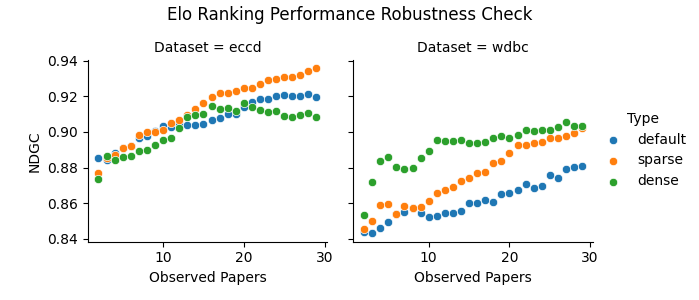 Elo Ranking Performance Robustness Check
Dataset = eccd
Dataset = wdbc
0.94
0.92
0.90
0.88
0.86
0.84
NDGC
10
20
30
10
20
30
Observed Papers
Observed Papers
Type
default
sparse
dense